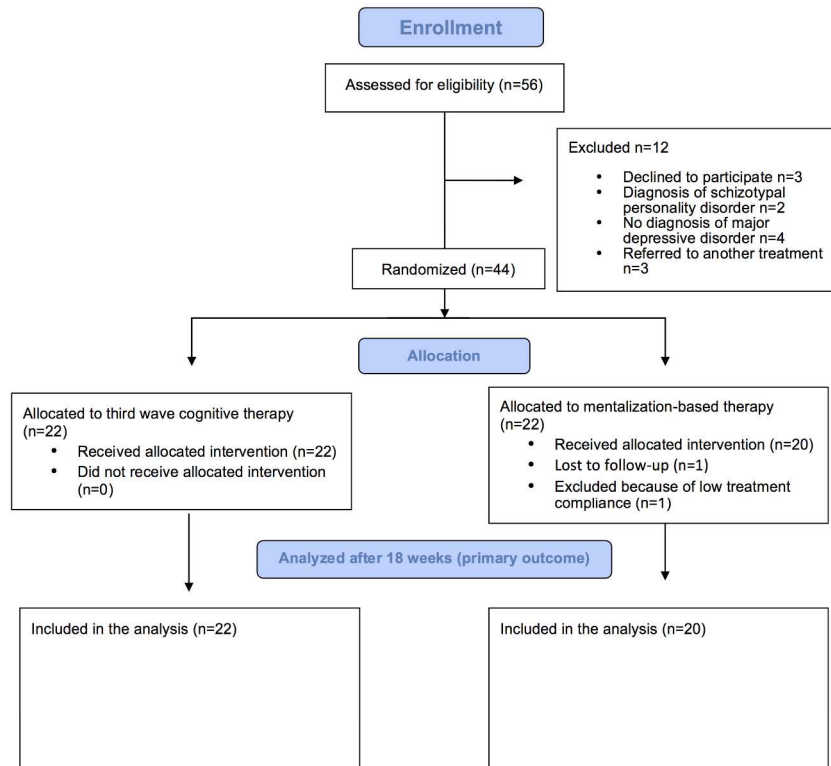 Enrollment
Assessed for eligibility (n=56)
Excluded n=12
• Declined to participate n=3
• Diagnosis of schizotypal
personality disorder n=2
• No diagnosis of major
depressive disorder n=4
• Referred to another treatment
n=3
Randomized (n=44)
Allocation
Allocated to third wave cognitive therapy
(n=22)
• Received allocated intervention (n=22)
• Did not receive allocated intervention
(n=0)
Allocated to mentalization-based therapy
(n=22)
• Received allocated intervention (n=20)
• Lost to follow-up (n=1)
• Excluded because of low treatment
compliance (n=1)
Analyzed after 18 weeks (primary outcome)
Included in the analysis (n=22)
Included in the analysis (n=20)